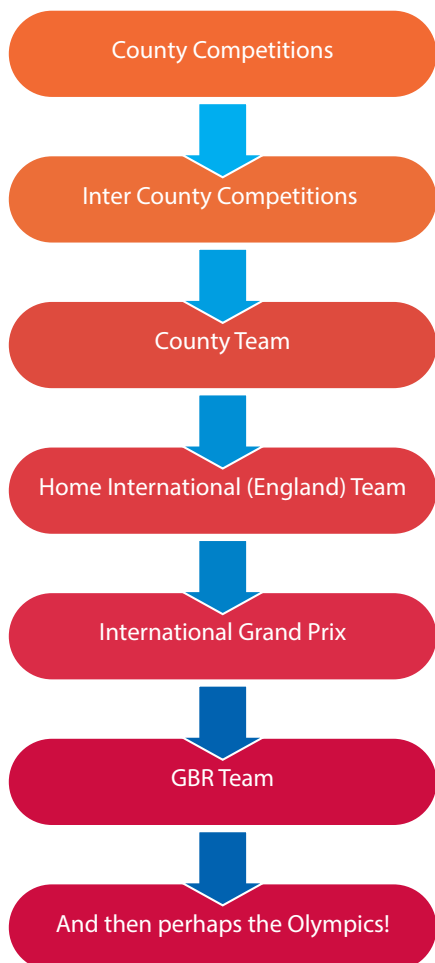 County Competitions
Inter County Competitions
County Team
Home International (England) Team
International Grand Prix
GBR Team
And then perhaps the Olympics!